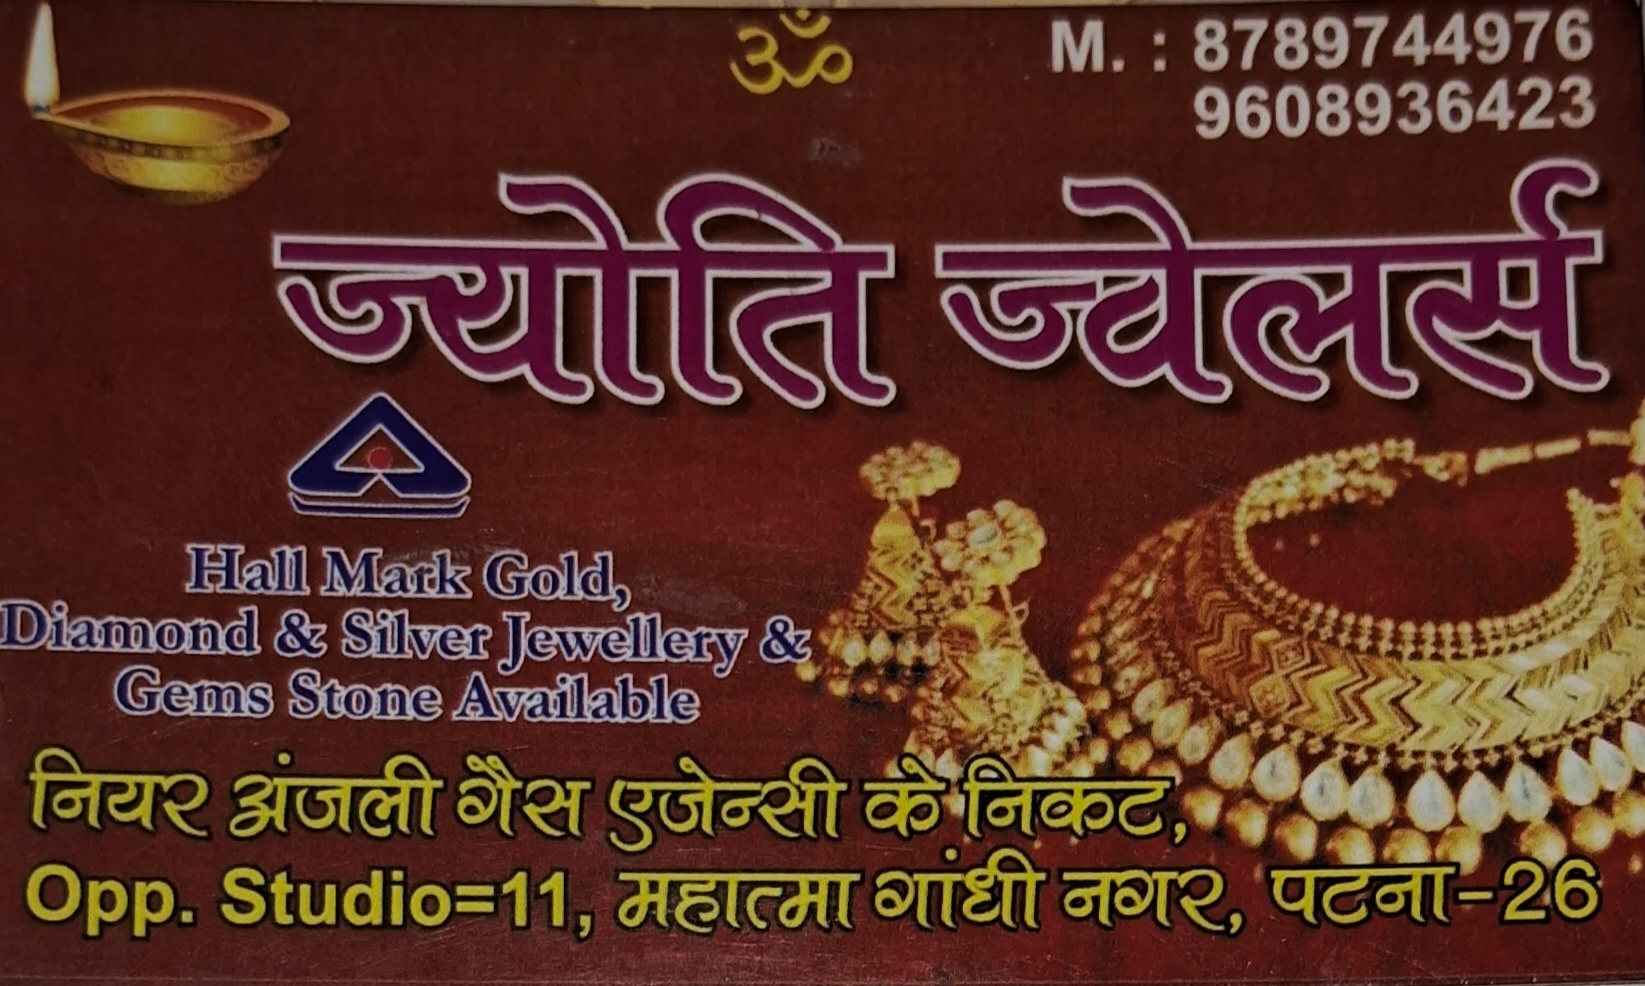 ॐ
M. : 8789744976
9608936423
ज्योति ज्वेलर्स
Hall Mark Gold,
Diamond & Silver Jewellery &
Gems Stone Available
नियर अंजली गैस एजेन्सी के निकट,
Opp. Studio=11, महात्मा गांधी नगर, पटना-26